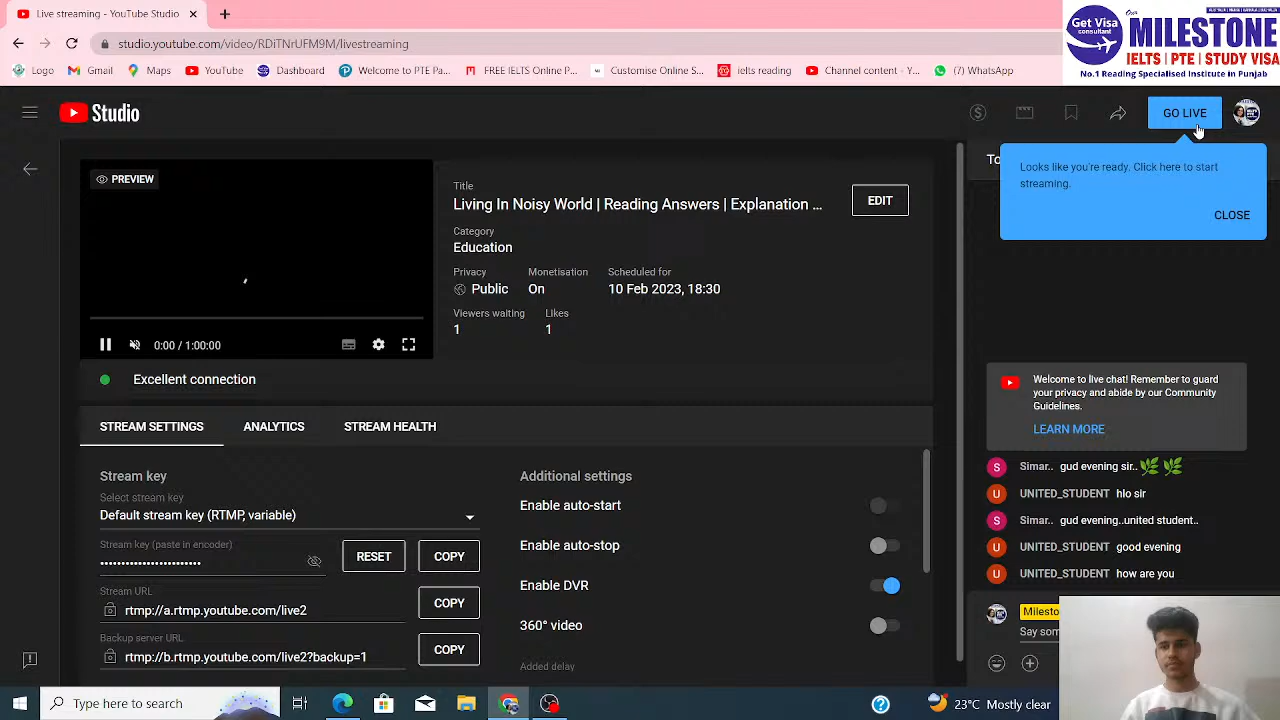 Live streaming - YouTube Studio
studio.youtube.com/video/RDiTNrUFM9M/livestreaming
Logo
Gmail
Maps
YouTube
Dashboard
Welcome to PTE Pa...
FREE IELTS Online P...
Customise Online S...
ielts reading
Channel content - Y...
(7) WhatsApp
Get Visa
consultant
Our
MILESTONE
IELTS | PTE | STUDY VISA
No.1 Reading Specialised Institute in Punjab
Studio
GO LIVE
Looks like you're ready. Click here to start
streaming.
CLOSE
To
PREVIEW
0:00 / 1:00:00
Title
Living In Noisy World | Reading Answers | Explanation ...
EDIT
Category
Education
Privacy
Public
Monetisation
On
Scheduled for
10 Feb 2023, 18:30
Viewers waiting
1
Likes
1
Excellent connection
STREAM SETTINGS
ANALYTICS
STREAM HEALTH
Stream key
Select stream key
Default stream key (RTMP, variable)
Stream key (paste in encoder)
••••••••••••••••••••
RESET
COPY
Stream URL
rtmp://a.rtmp.youtube.com/live2
COPY
Backup server URL
rtmp://b.rtmp.youtube.com/live2?backup=1
COPY
Additional settings
Enable auto-start
Enable auto-stop
Enable DVR
360° video
Added delay
Welcome to live chat! Remember to guard
your privacy and abide by our Community
Guidelines.
LEARN MORE
S Simar.. gud evening sir..🌿🌿
U UNITED_STUDENT hlo sir
S Simar.. gud evening..united student..
U UNITED_STUDENT good evening
U UNITED_STUDENT how are you
Milesto
Say som
Type here to search
23°C Mostly clear